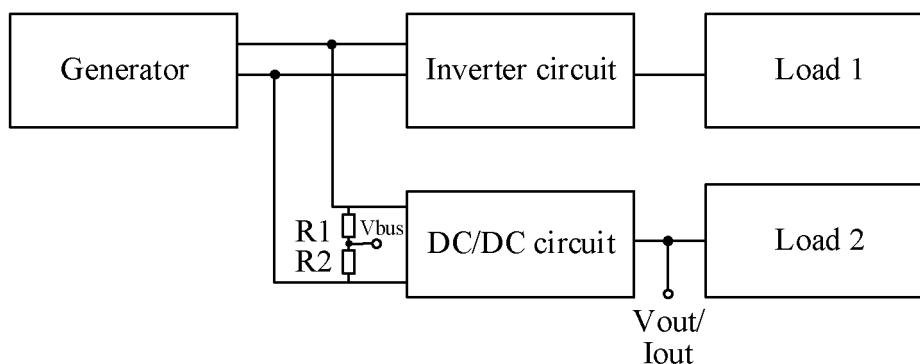 Generator
Inverter circuit
Load 1
R1
Vbus
R2
DC/DC circuit
Load 2
Vout/
Iout